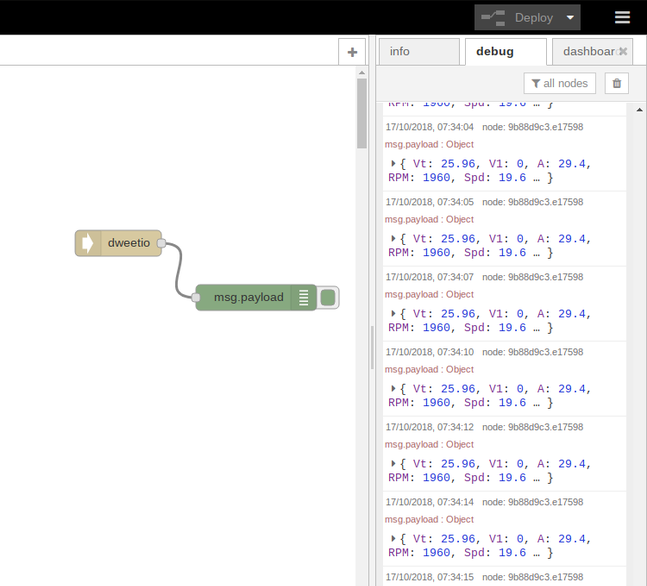 Deploy
+
info
debug
dashboar
all nodes
RPM: 1960, Spd: 19.6 … }
17/10/2018, 07:34:04 node: 9b88d9c3.e17598
msg.payload : Object
{ Vt: 25.96, V1: 0, A: 29.4,
RPM: 1960, Spd: 19.6 … }
17/10/2018, 07:34:05 node: 9b88d9c3.e17598
msg.payload : Object
{ Vt: 25.96, V1: 0, A: 29.4,
RPM: 1960, Spd: 19.6 … }
17/10/2018, 07:34:07 node: 9b88d9c3.e17598
msg.payload : Object
{ Vt: 25.96, V1: 0, A: 29.4,
RPM: 1960, Spd: 19.6 … }
17/10/2018, 07:34:10 node: 9b88d9c3.e17598
msg.payload : Object
{ Vt: 25.96, V1: 0, A: 29.4,
RPM: 1960, Spd: 19.6 … }
17/10/2018, 07:34:12 node: 9b88d9c3.e17598
msg.payload : Object
{ Vt: 25.96, V1: 0, A: 29.4,
RPM: 1960, Spd: 19.6 … }
17/10/2018, 07:34:14 node: 9b88d9c3.e17598
msg.payload : Object
{ Vt: 25.96, V1: 0, A: 29.4,
RPM: 1960, Spd: 19.6 … }
17/10/2018, 07:34:15 node: 9b88d9c3.e17598
dweetio
msg.payload